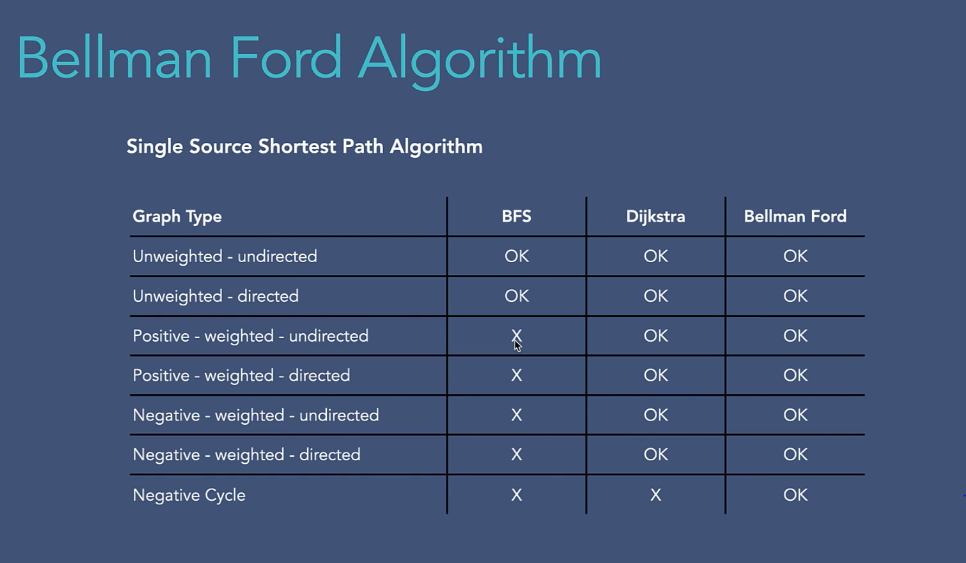 Bellman Ford Algorithm
Single Source Shortest Path Algorithm
Graph Type BFS Dijkstra Bellman Ford
Unweighted - undirected OK OK OK
Unweighted - directed OK OK OK
Positive - weighted - undirected X OK OK
Positive - weighted - directed X OK OK
Negative - weighted - undirected X OK OK
Negative - weighted - directed X OK OK
Negative Cycle X X OK